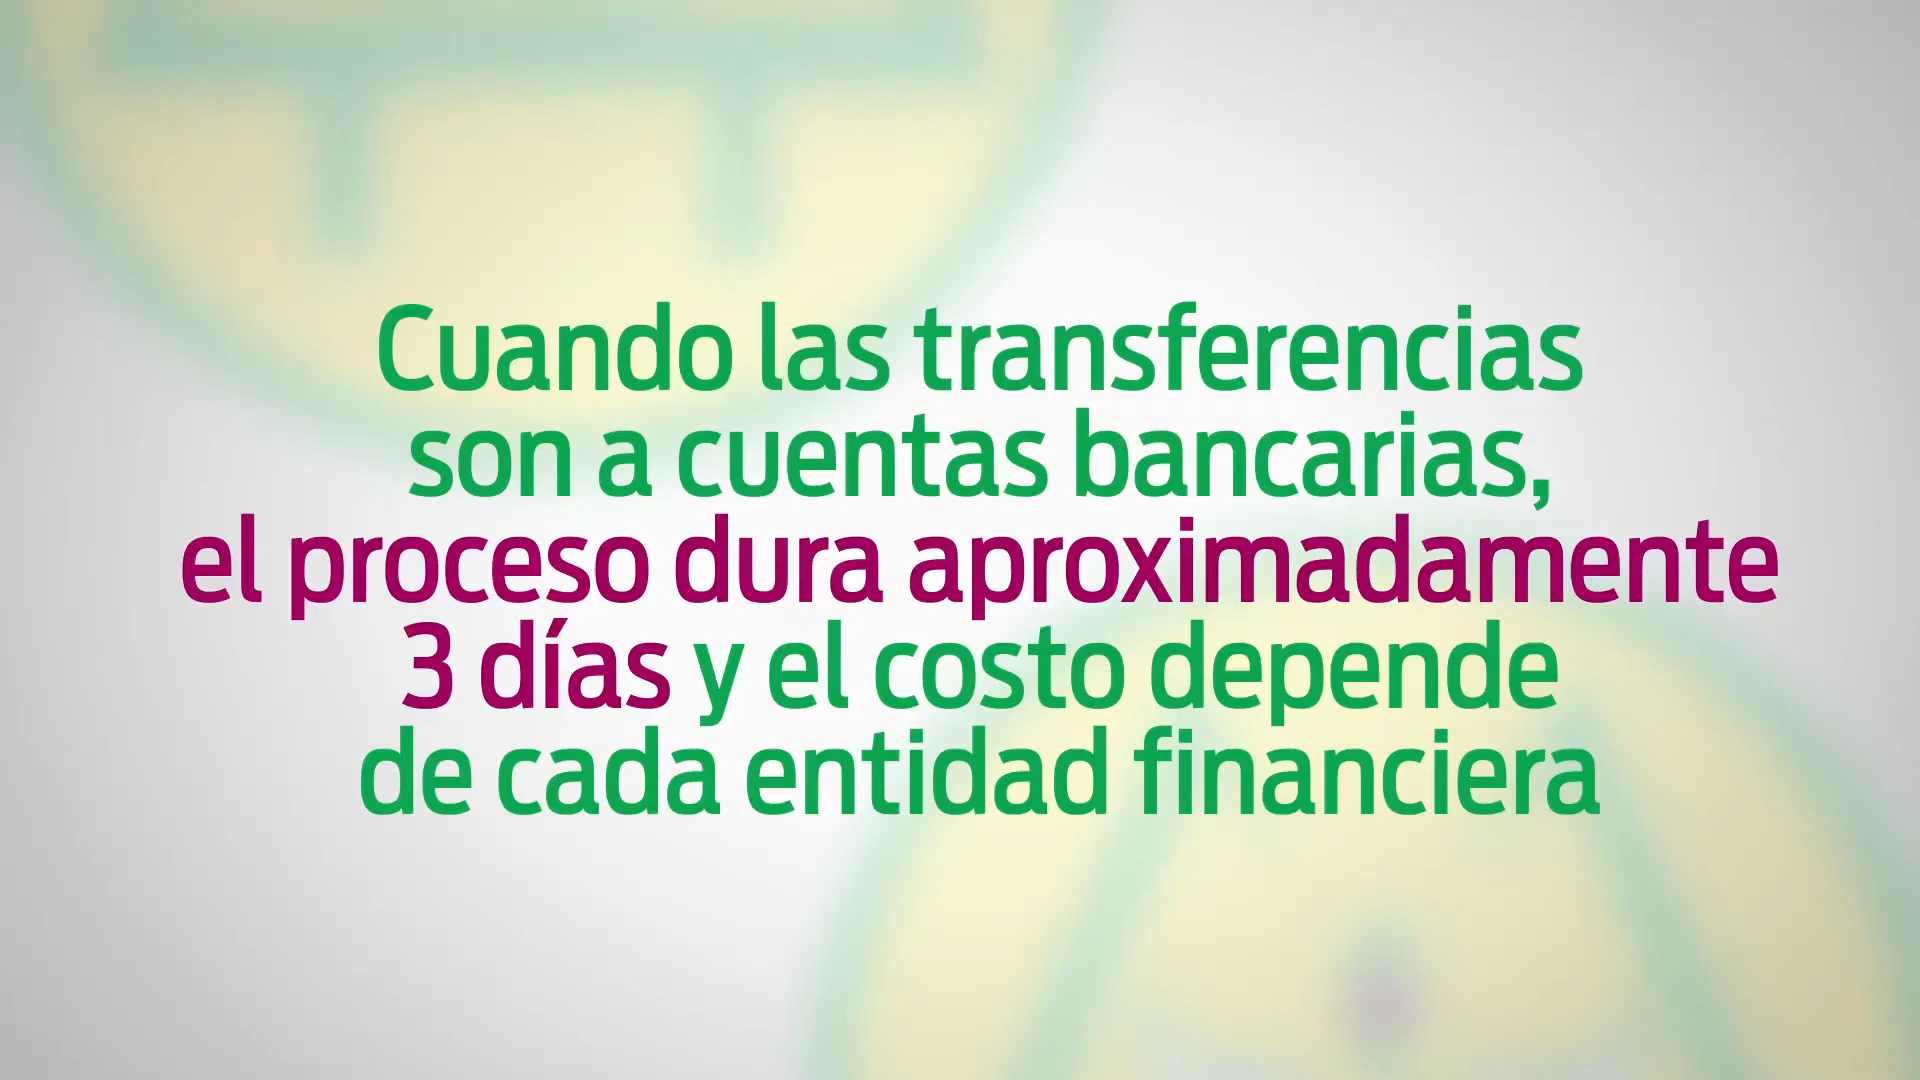 Cuando las transferencias
son a cuentas bancarias,
el proceso dura aproximadamente
3 días y el costo depende
de cada entidad financiera